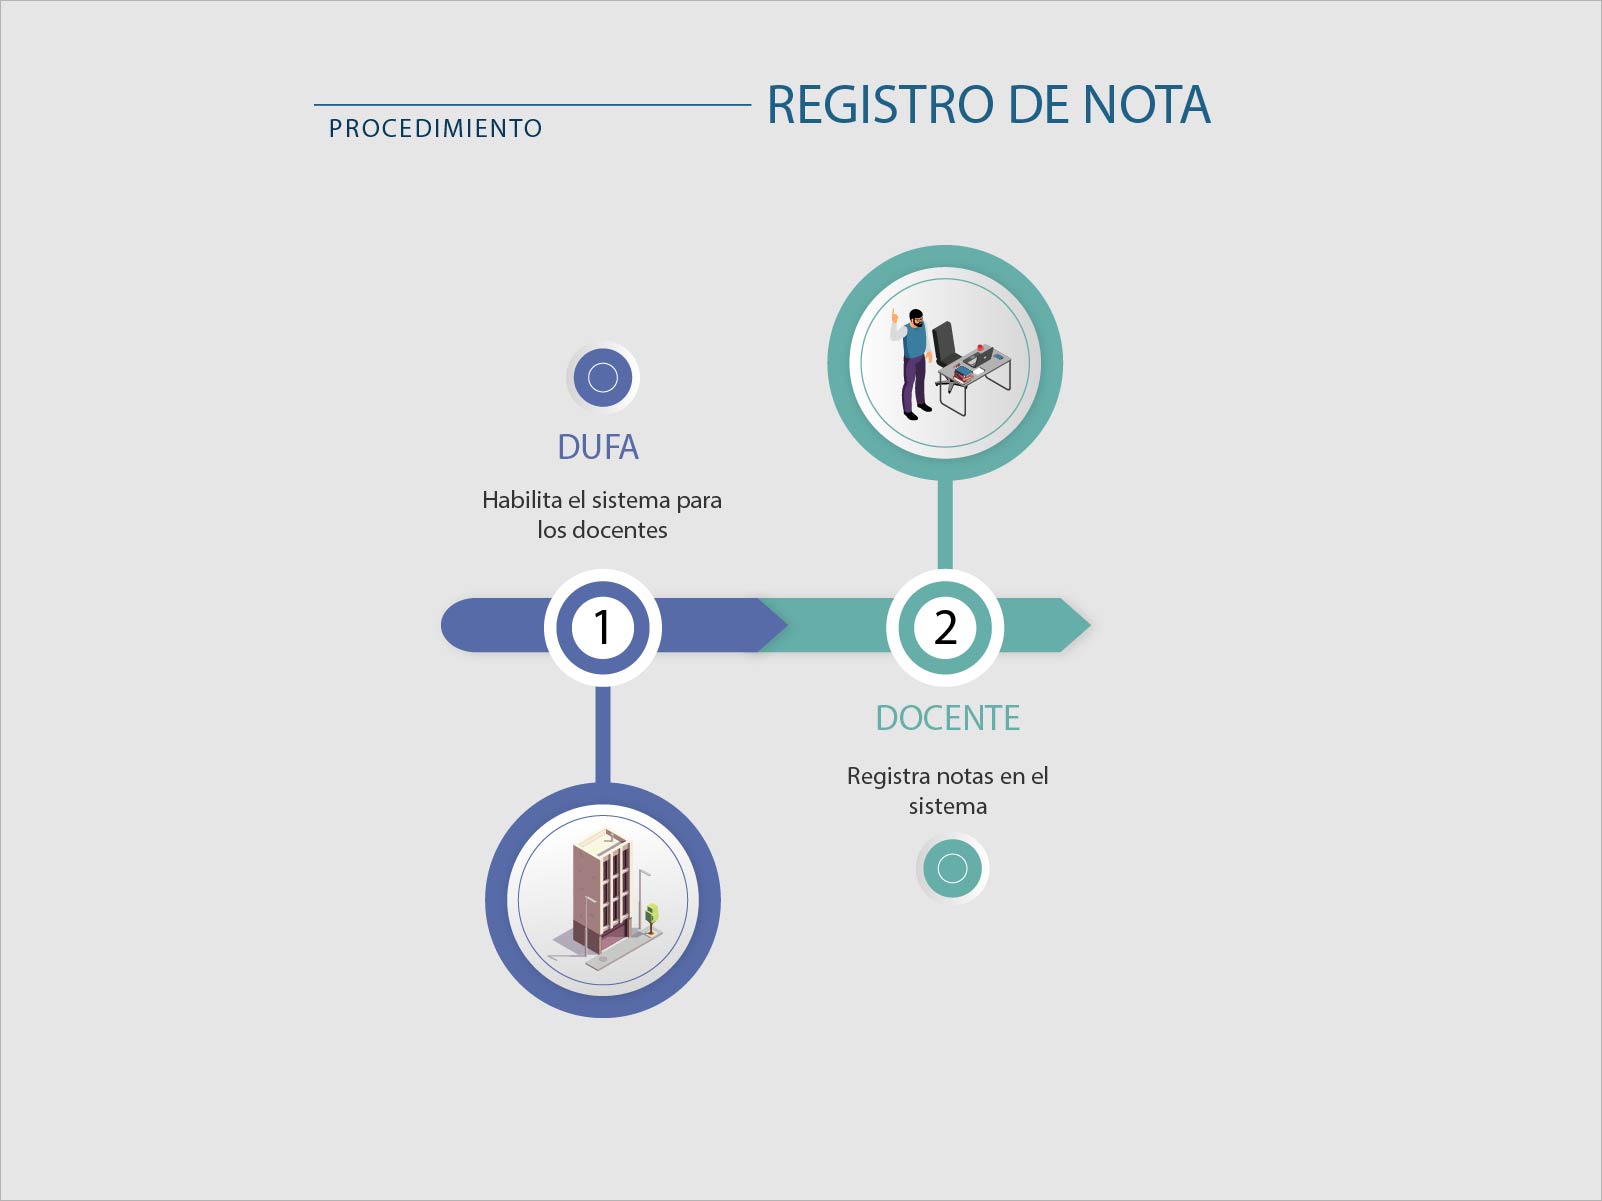 REGISTRO DE NOTA
PROCEDIMIENTO
DUFA
Habilita el sistema para
los docentes
1
2
DOCENTE
Registra notas en el
sistema